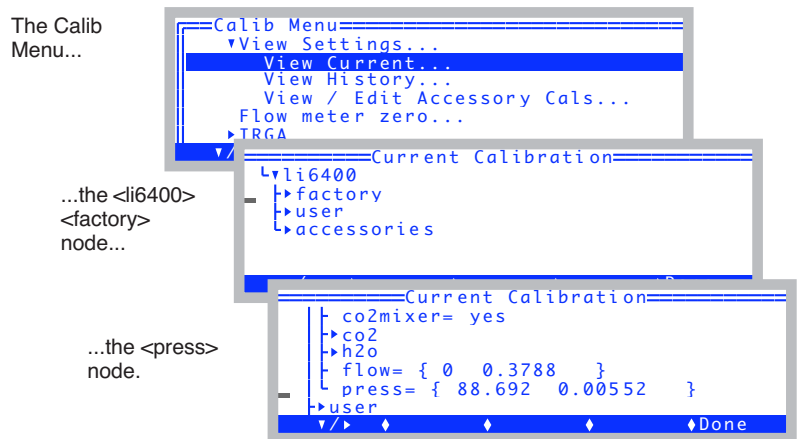 The Calib
Menu...
Calib Menu
▾View Settings...
View Current...
View History...
View / Edit Accessory Cals...
Flow meter zero...
▸IRGA
...the <li6400>
<factory>
node...
Current Calibration
▾li6400
▸factory
▸user
▸accessories
...the <press>
node.
Current Calibration
co2mixer= yes
▸co2
▸h2o
flow= { 0 0.3788 }
press= { 88.692 0.00552 }
▸user
▾/▸ ♦ ♦ ♦ ♦Done